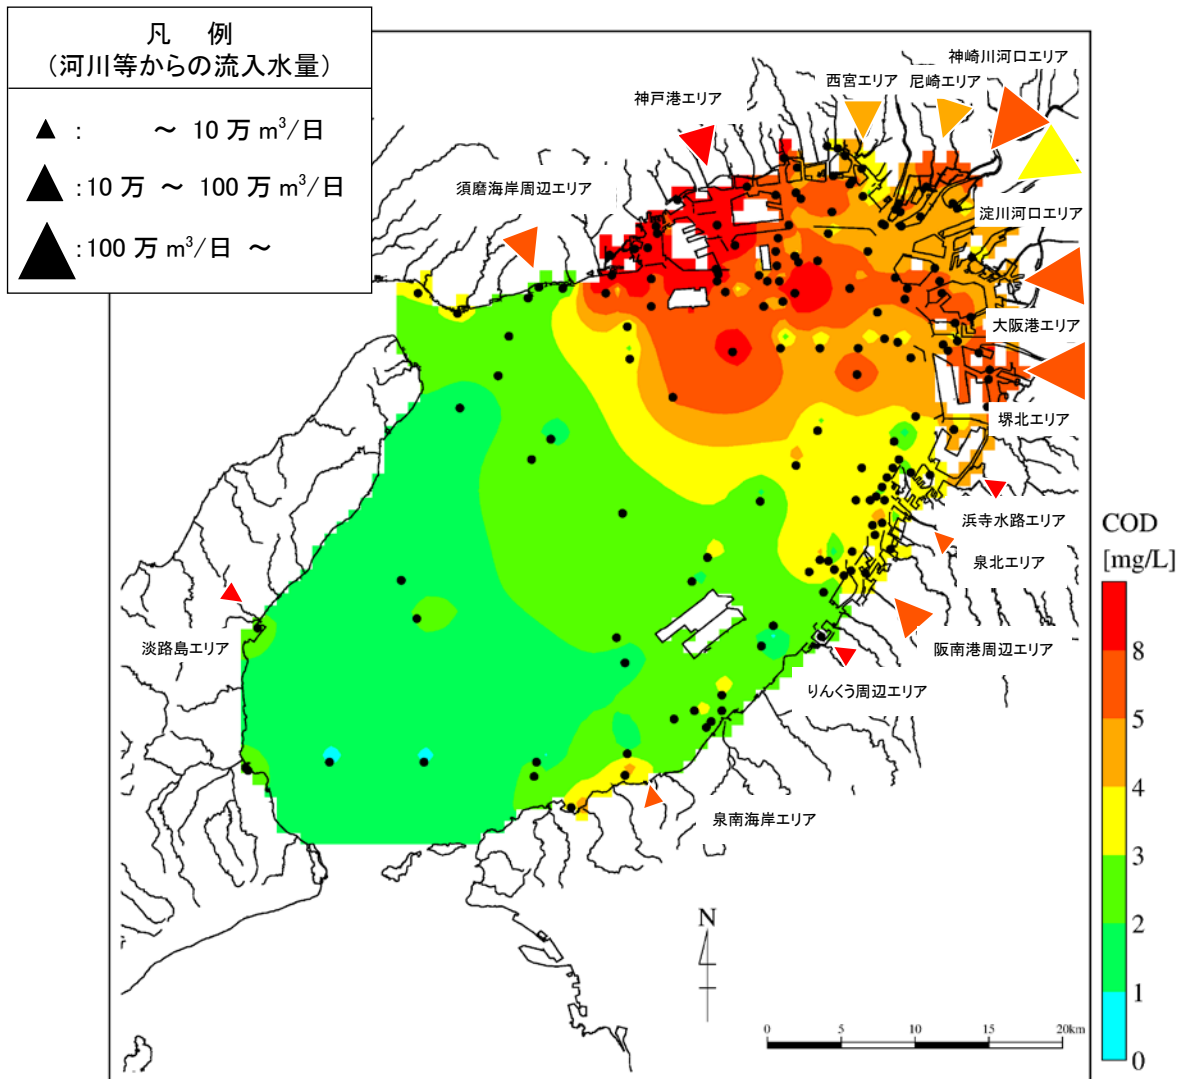 凡 例
(河川等からの流入水量)
: ～ 10 万 m³/日
: 10 万 ～ 100 万 m³/日
: 100 万 m³/日 ～
神崎川河口エリア
西宮エリア
尼崎エリア
神戸港エリア
須磨海岸周辺エリア
淀川河口エリア
大阪港エリア
堺北エリア
浜寺水路エリア
泉北エリア
阪南港周辺エリア
りんくう周辺エリア
淡路島エリア
泉南海岸エリア
COD
[mg/L]
8
6
5
4
3
2
1
0
N
0 5 10 15 20km